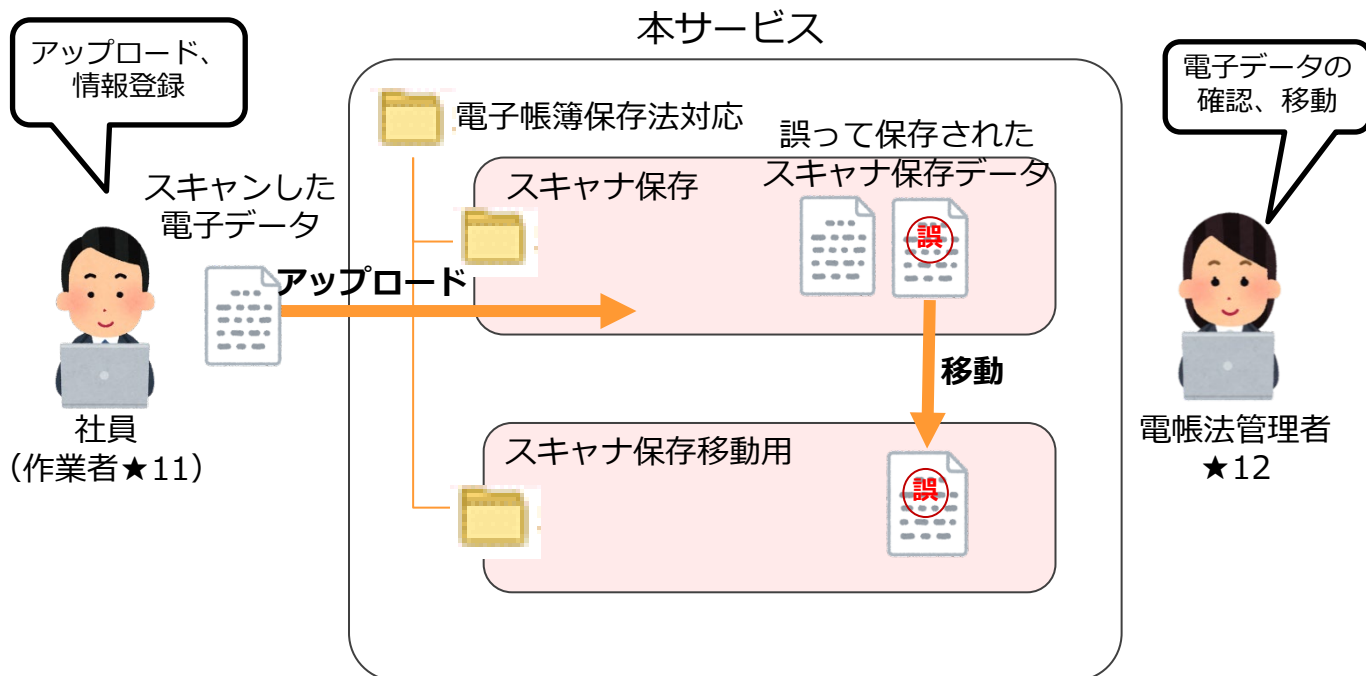 本サービス
アップロード、
情報登録
電子データの
確認、移動
電子帳簿保存法対応
誤って保存された
スキャナ保存データ
スキャナ保存
スキャンした
電子データ
誤
アップロード
移動
社員
（作業者★11）
電帳法管理者
★12
スキャナ保存移動用
誤